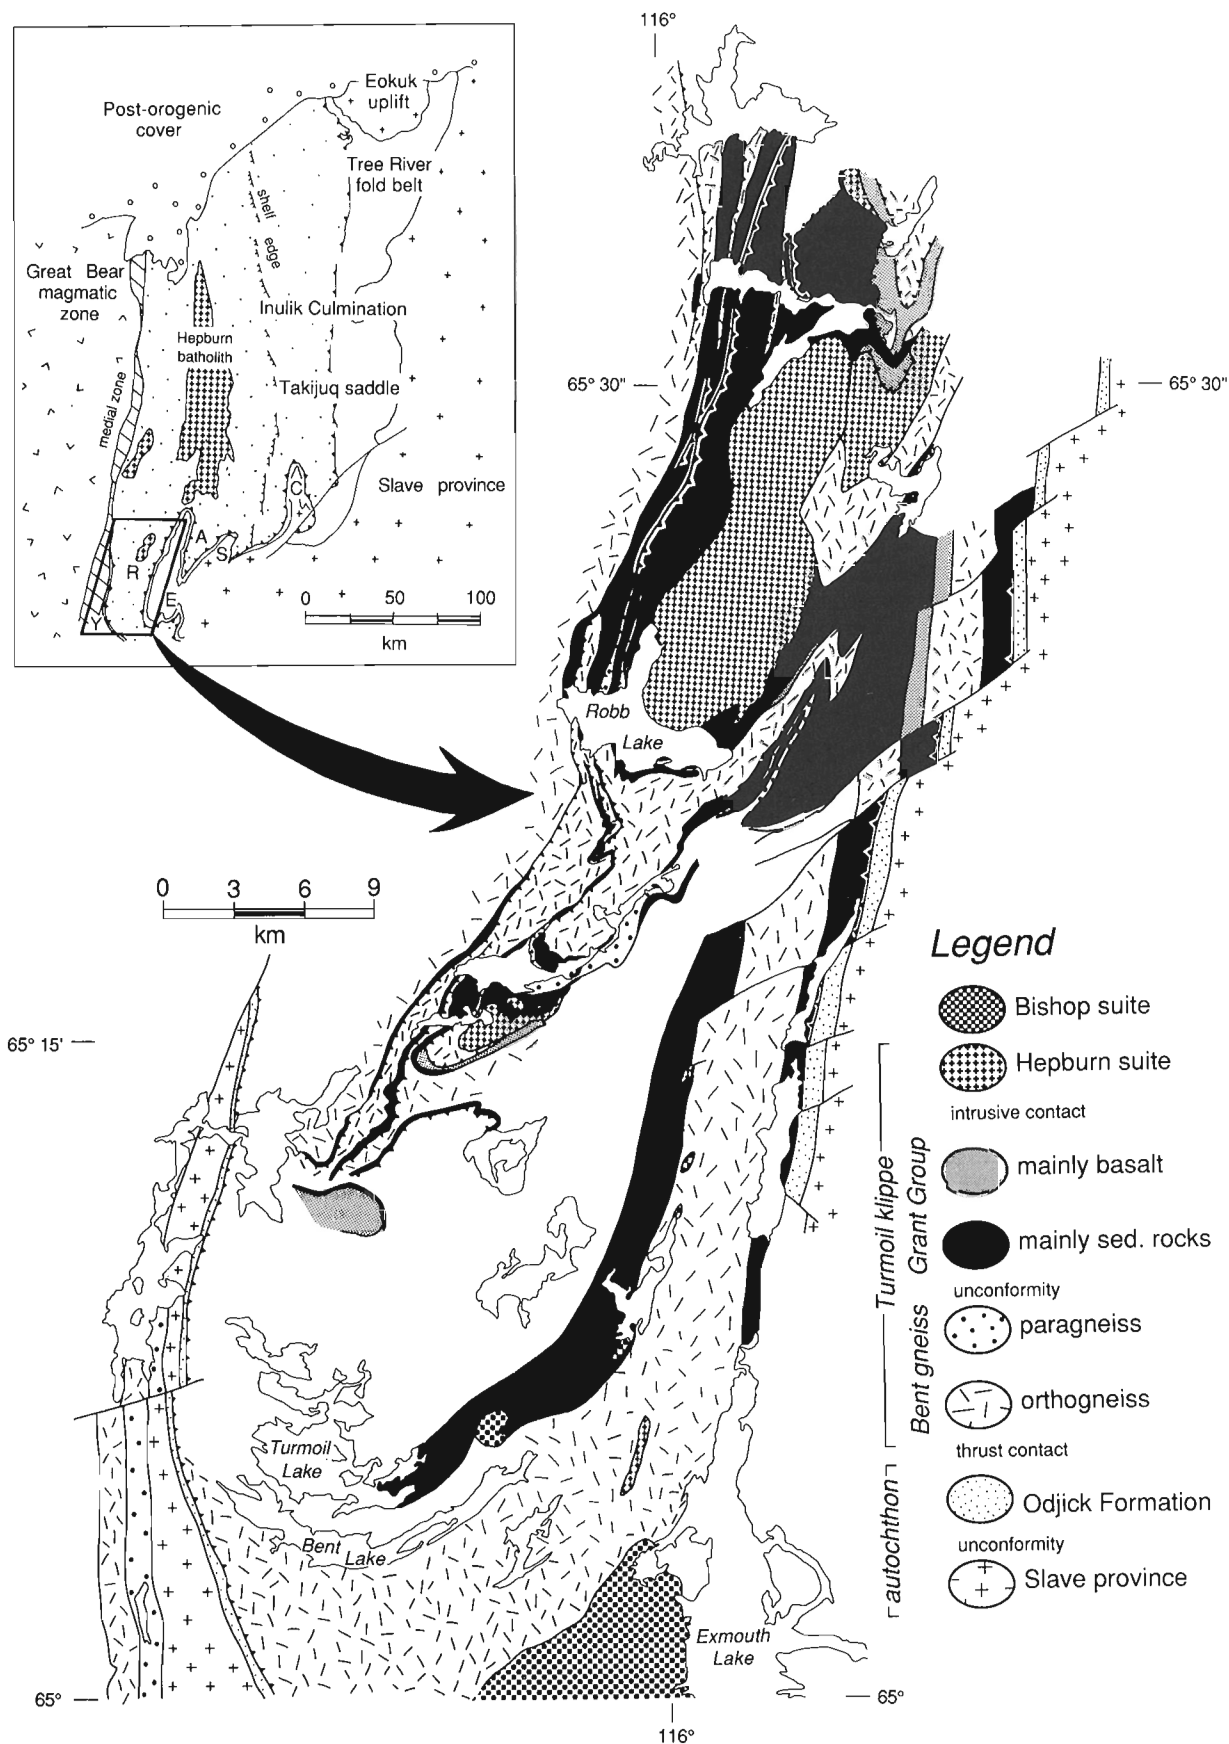 116°
Eokuk
uplift
Post-orogenic
cover
Tree River
fold belt
shelf
edge
Great Bear
magmatic
zone
Inulik Culmination
Hepburn
batholith
medial zone
Takijuq saddle
65° 30"
65° 30"
C
Slave province
A
S
R
E
Y
0 50 100
km
Robb
Lake
0 3 6 9
km
Legend
Bishop suite
65° 15'
Hepburn suite
intrusive contact
mainly basalt
Turmoil klippe
Grant Group
mainly sed. rocks
unconformity
paragneiss
Bent gneiss
orthogneiss
thrust contact
Turmoil
Lake
Odjick Formation
autochthon
Bent
Lake
unconformity
Slave province
Exmouth
Lake
65°
65°
116°